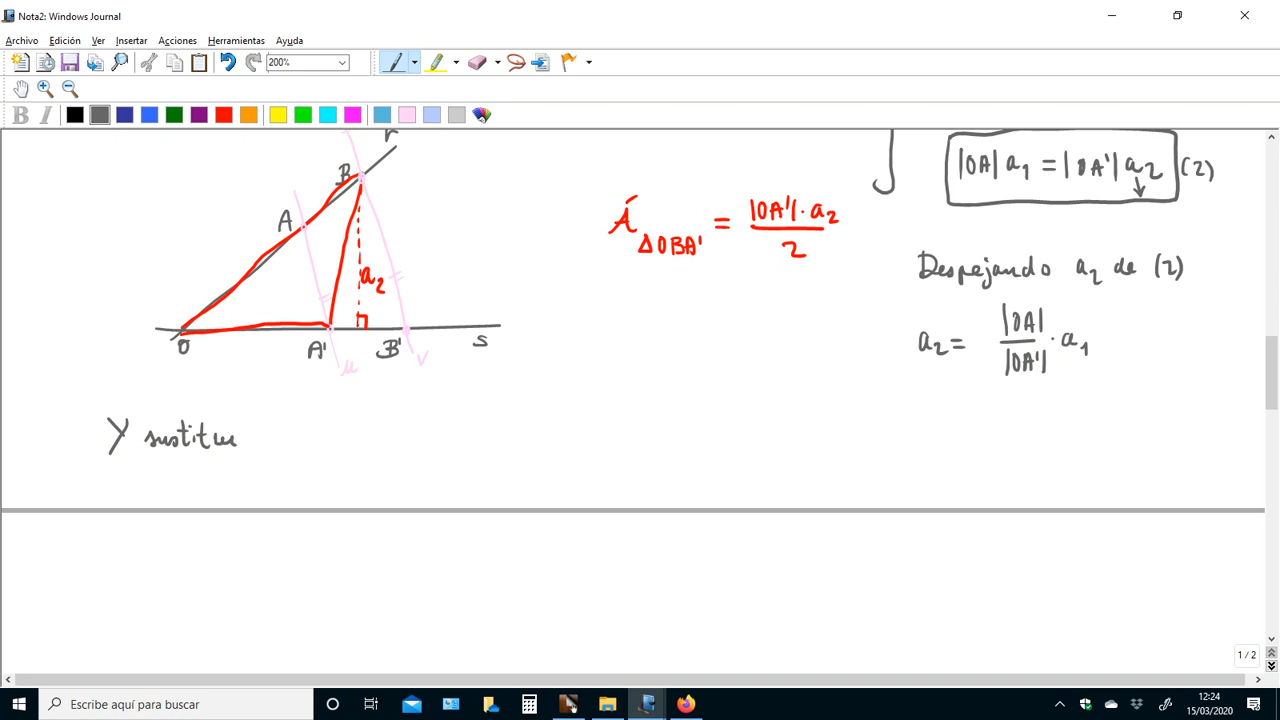 Nota2: Windows Journal
Archivo Edición Ver Insertar Acciones Herramientas Ayuda
200%
B I
r
B
A
a2
O A' B' s
u v
Á ΔOBA' = |OA'|·a2 / 2
|OA| a1 = |OA'| a2 (2)
Despejando a2 de (2)
a2 = |OA| / |OA'| · a1
Y sustitu
1 / 2
Escribe aquí para buscar
12:24
15/03/2020